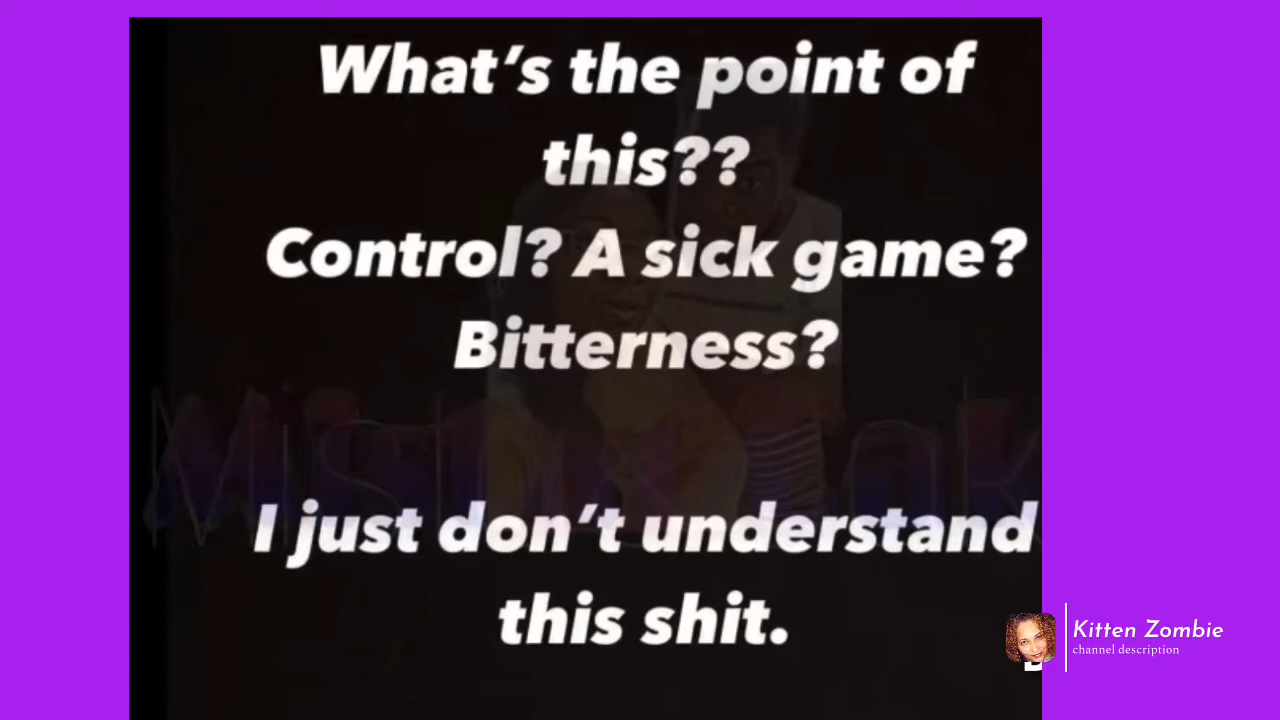 What's the point of
this??
Control? A sick game?
Bitterness?
I just don't understand
this shit.
Kitten Zombie
channel description